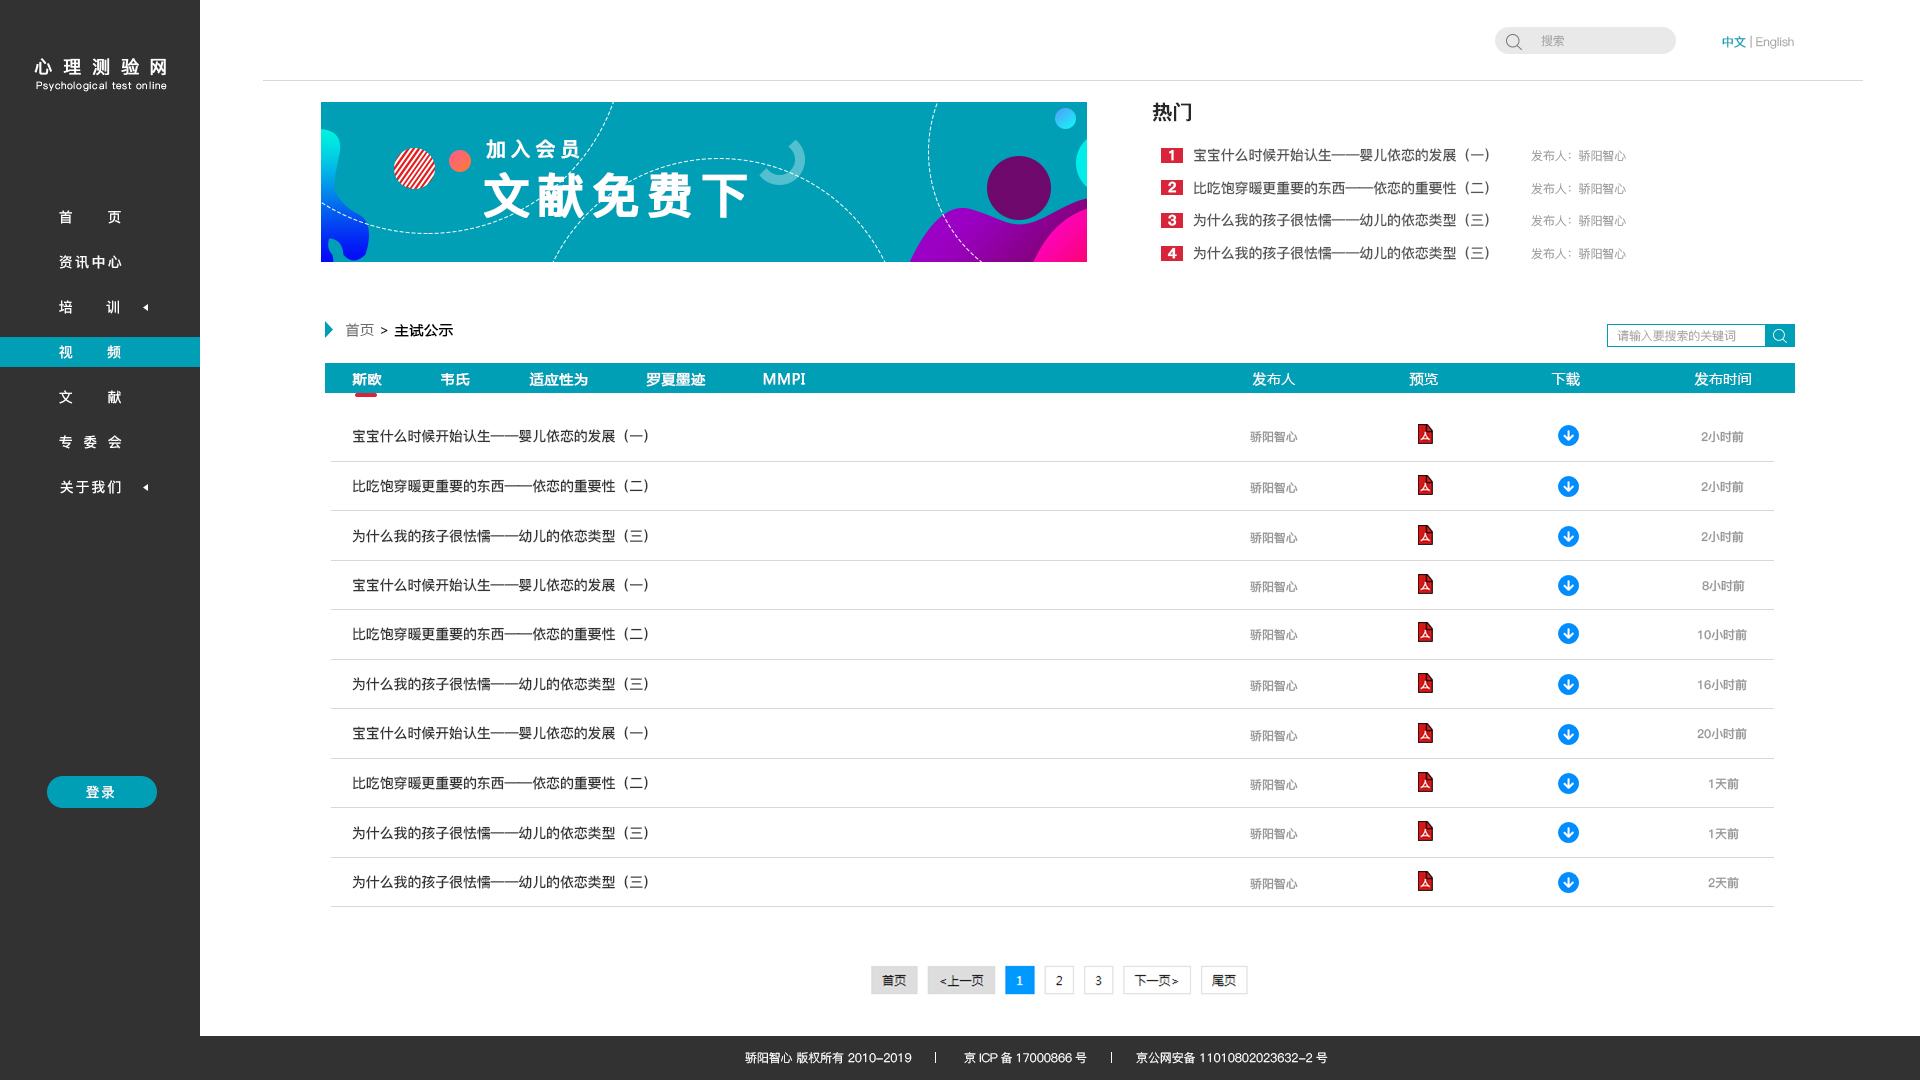 心理测验网
Psychological test online
首 页
资讯中心
培 训
视 频
文 献
专 委 会
关于我们
登录
搜索
中文 | English
加入会员
文献免费下
热门
1 宝宝什么时候开始认生——婴儿依恋的发展（一） 发布人：骄阳智心
2 比吃饱穿暖更重要的东西——依恋的重要性（二） 发布人：骄阳智心
3 为什么我的孩子很怯懦——幼儿的依恋类型（三） 发布人：骄阳智心
4 为什么我的孩子很怯懦——幼儿的依恋类型（三） 发布人：骄阳智心
首页 > 主试公示
请输入要搜索的关键词
斯欧 韦氏 适应性为 罗夏墨迹 MMPI 发布人 预览 下载 发布时间
宝宝什么时候开始认生——婴儿依恋的发展（一） 骄阳智心 2小时前
比吃饱穿暖更重要的东西——依恋的重要性（二） 骄阳智心 2小时前
为什么我的孩子很怯懦——幼儿的依恋类型（三） 骄阳智心 2小时前
宝宝什么时候开始认生——婴儿依恋的发展（一） 骄阳智心 8小时前
比吃饱穿暖更重要的东西——依恋的重要性（二） 骄阳智心 10小时前
为什么我的孩子很怯懦——幼儿的依恋类型（三） 骄阳智心 16小时前
宝宝什么时候开始认生——婴儿依恋的发展（一） 骄阳智心 20小时前
比吃饱穿暖更重要的东西——依恋的重要性（二） 骄阳智心 1天前
为什么我的孩子很怯懦——幼儿的依恋类型（三） 骄阳智心 1天前
为什么我的孩子很怯懦——幼儿的依恋类型（三） 骄阳智心 2天前
首页 <上一页 1 2 3 下一页> 尾页
骄阳智心 版权所有 2010-2019 | 京 ICP 备 17000866 号 | 京公网安备 11010802023632-2 号